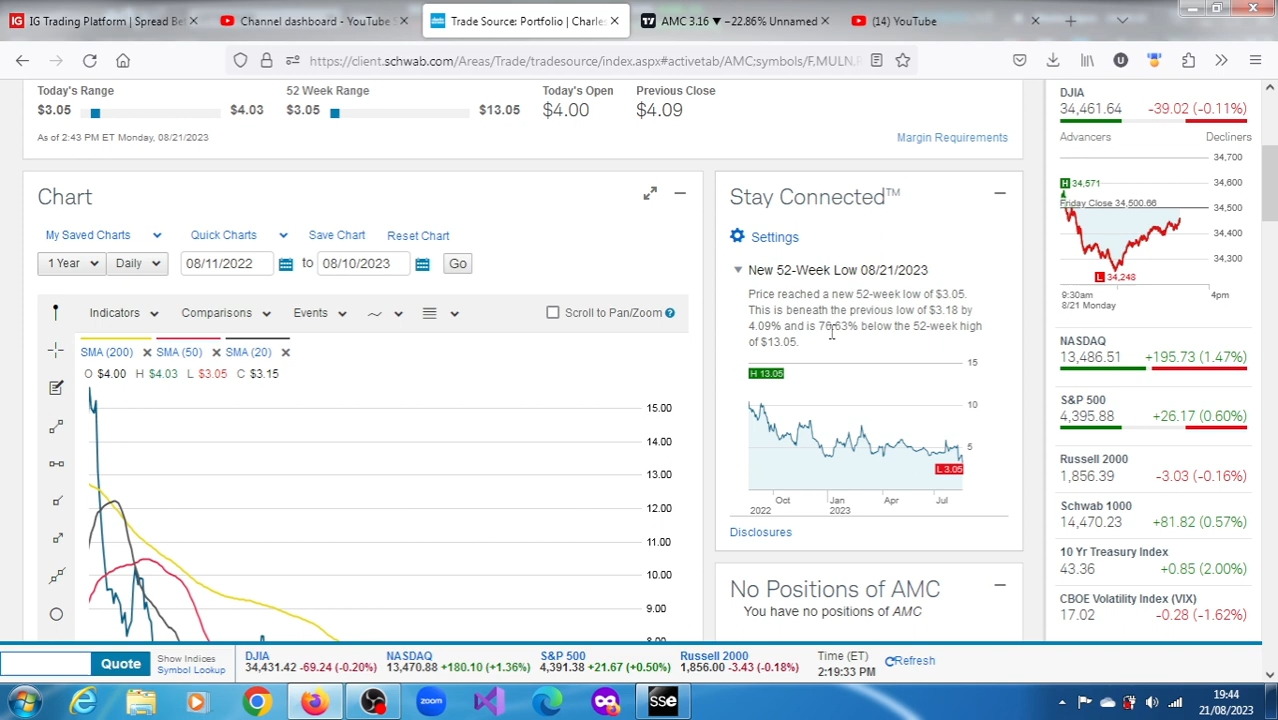 IG Trading Platform | Spread Be
Channel dashboard - YouTube S
Trade Source: Portfolio | Charles
AMC 3.16 ▼ −22.86% Unnamed
(14) YouTube
https://client.schwab.com/Areas/Trade/tradesource/index.aspx#activetab/AMC:symbols/F,MULN,R
Today's Range
52 Week Range
Today's Open
Previous Close
$3.05 $4.03
$3.05 $13.05
$4.00
$4.09
As of 2:43 PM ET Monday, 08/21/2023
Margin Requirements
Chart
My Saved Charts
Quick Charts
Save Chart
Reset Chart
1 Year
Daily
08/11/2022
to
08/10/2023
Go
Indicators
Comparisons
Events
Scroll to Pan/Zoom
SMA (200)
SMA (50)
SMA (20)
O $4.00 H $4.03 L $3.05 C $3.15
15.00
14.00
13.00
12.00
11.00
10.00
9.00
8.00
Stay Connected™
Settings
New 52-Week Low 08/21/2023
Price reached a new 52-week low of $3.05.
This is beneath the previous low of $3.18 by
4.09% and is 76.63% below the 52-week high
of $13.05.
H 13.05
15
10
5
L 3.05
Oct Jan Apr Jul
2022 2023
Disclosures
No Positions of AMC
You have no positions of AMC
DJIA
34,461.64 -39.02 (-0.11%)
Advancers Decliners
34,700
H 34,571
34,600
Friday Close 34,500.66
34,500
34,400
34,300
L 34,248
9:30am 4pm
8/21 Monday
NASDAQ
13,486.51 +195.73 (1.47%)
S&P 500
4,395.88 +26.17 (0.60%)
Russell 2000
1,856.39 -3.03 (-0.16%)
Schwab 1000
14,470.23 +81.82 (0.57%)
10 Yr Treasury Index
43.36 +0.85 (2.00%)
CBOE Volatility Index (VIX)
17.02 -0.28 (-1.62%)
Quote
Show Indices
Symbol Lookup
DJIA
34,431.42 -69.24 (-0.20%)
NASDAQ
13,470.88 +180.10 (+1.36%)
S&P 500
4,391.38 +21.67 (+0.50%)
Russell 2000
1,856.00 -3.43 (-0.18%)
Time (ET)
2:19:33 PM
Refresh
zoom
SSE
19:44
21/08/2023